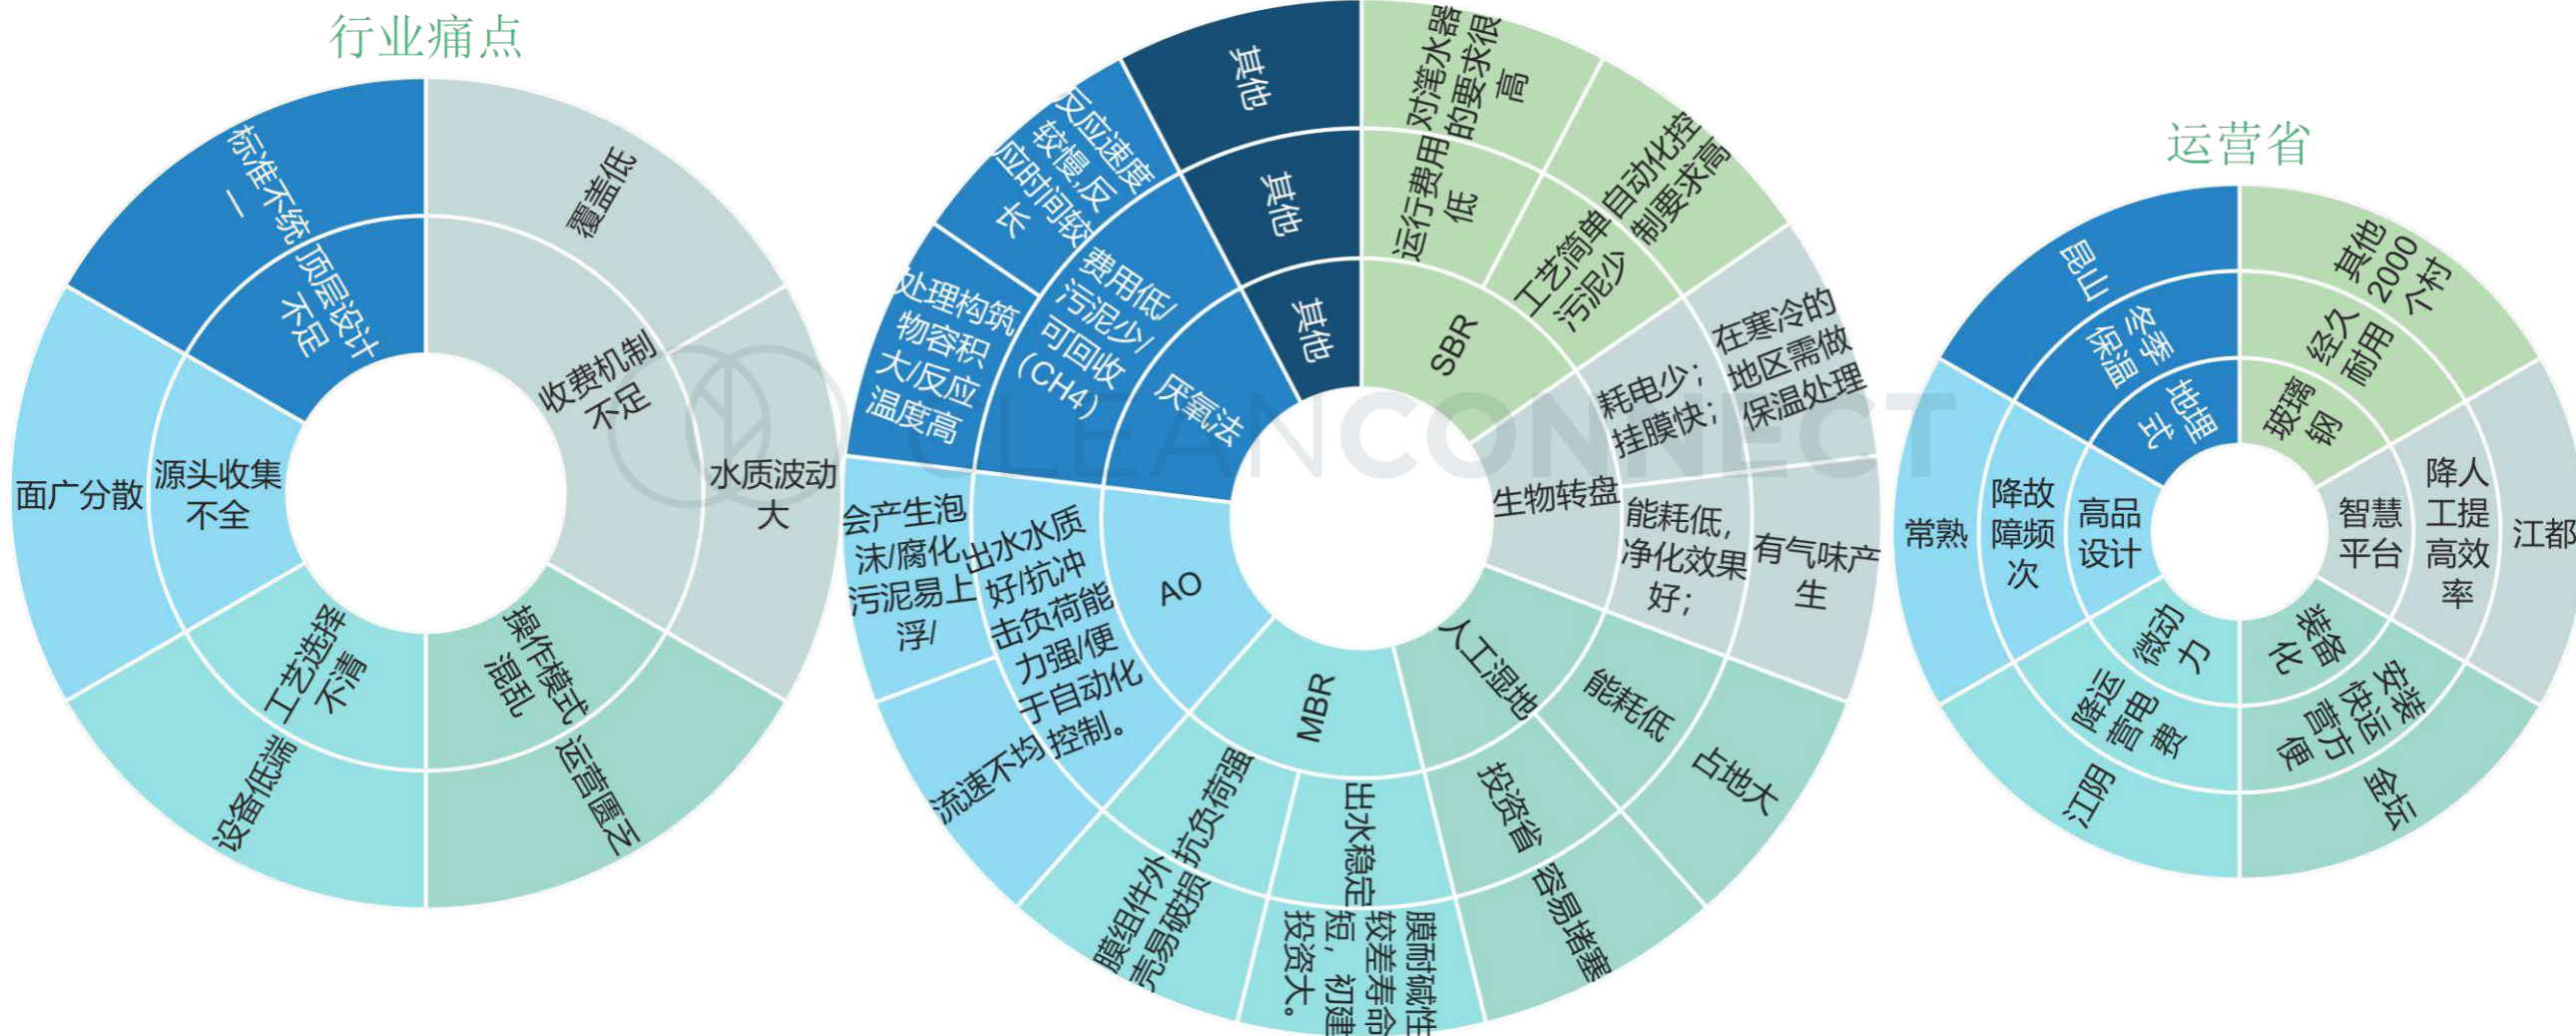 行业痛点
覆盖低
水质波动
大
收费机制
不足
操作模式
混乱
运营匮乏
工艺选择
不清
设备低端
源头收集
不全
面广分散
顶层设计
不足
标准不统
一
SBR
运行费用
低
对滗水器
的要求很
高
工艺简单
污泥少
自动化控
制要求高
生物转盘
耗电少；
挂膜快；
在寒冷的
地区需做
保温处理
能耗低，
净化效果
好；
有气味产
生
人工湿地
能耗低
占地大
投资省
容易堵塞
MBR
出水稳定
膜耐碱性
较差寿命
短，初建
投资大。
抗负荷强
膜组件外
壳易破损
AO
出水水质
好/抗冲
击负荷能
力强/便
于自动化
控制。
流速不均
会产生泡
沫/腐化
污泥易上
浮/
厌氧法
费用低/
污泥少/
可回收
（CH4）
处理构筑
物容积
大/反应
温度高
反应速度
较慢,反
应时间较
长
其他
其他
其他
运营省
玻璃
钢
经久
耐用
其他
2000
个村
智慧
平台
降人
工提
高效
率
江都
装备
化
安装
快运
营方
便
金坛
微动
力
降运
营电
费
江阴
高品
设计
降故
障频
次
常熟
地埋
式
冬季
保温
昆山
CLEANCONNECT